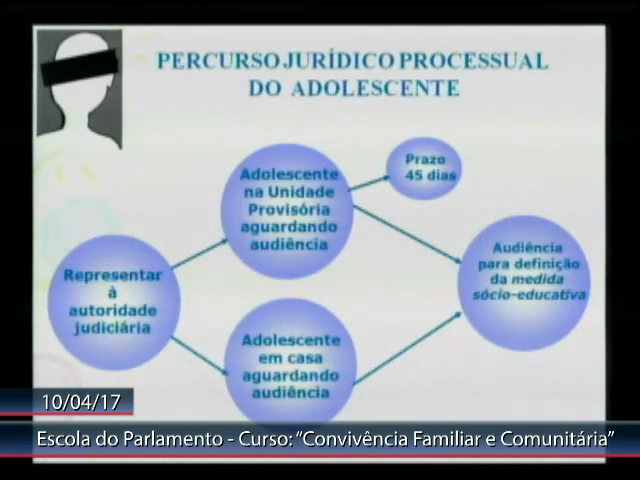 PERCURSO JURÍDICO PROCESSUAL
DO ADOLESCENTE
Prazo
45 dias
Adolescente
na Unidade
Provisória
aguardando
audiência
Representar
à
autoridade
judiciária
Audiência
para definição
da medida
sócio-educativa
Adolescente
em casa
aguardando
audiência
10/04/17
Escola do Parlamento - Curso: “Convivência Familiar e Comunitária”